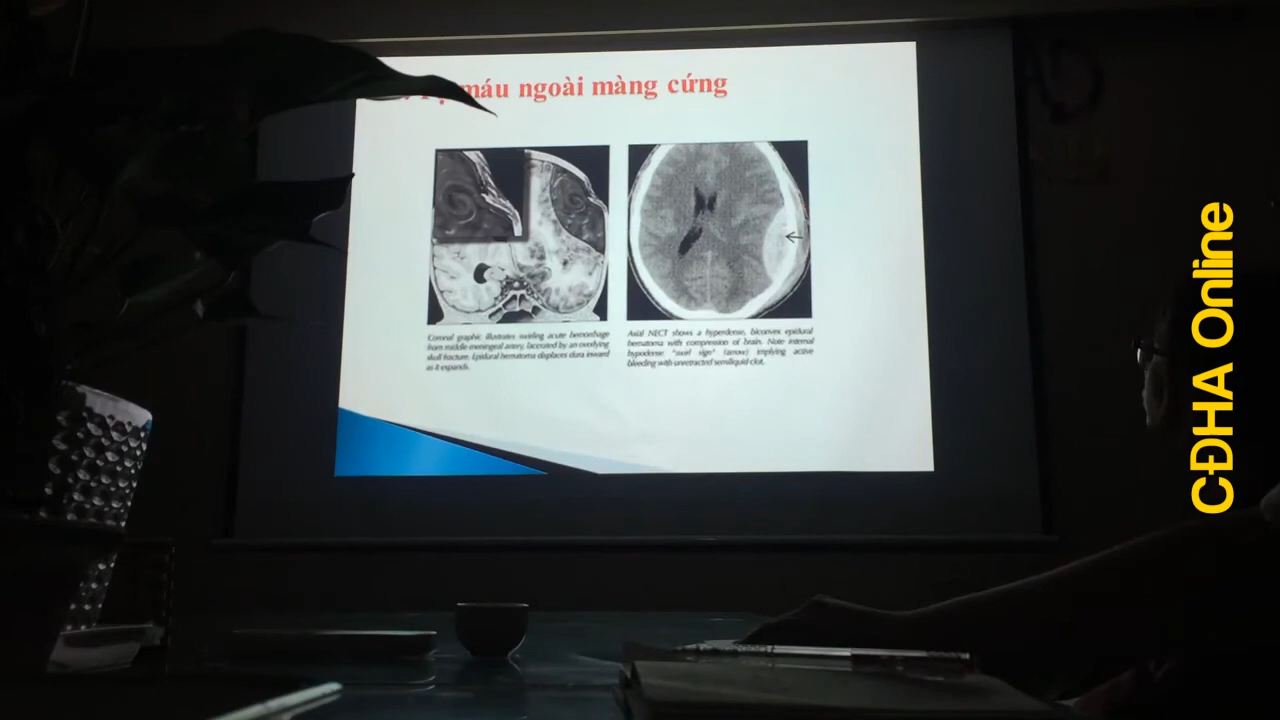 máu ngoài màng cứng
Coronal graphic illustrates swirling acute hemorrhage
from middle meningeal artery, lacerated by an overlying
skull fracture. Epidural hematoma displaces dura inward
as it expands.
Axial NECT shows a hyperdense, biconvex epidural
hematoma with compression of brain. Note internal
hypodense "swirl sign" (arrow) implying active
bleeding with unretracted semiliquid clot.
CĐHA Online